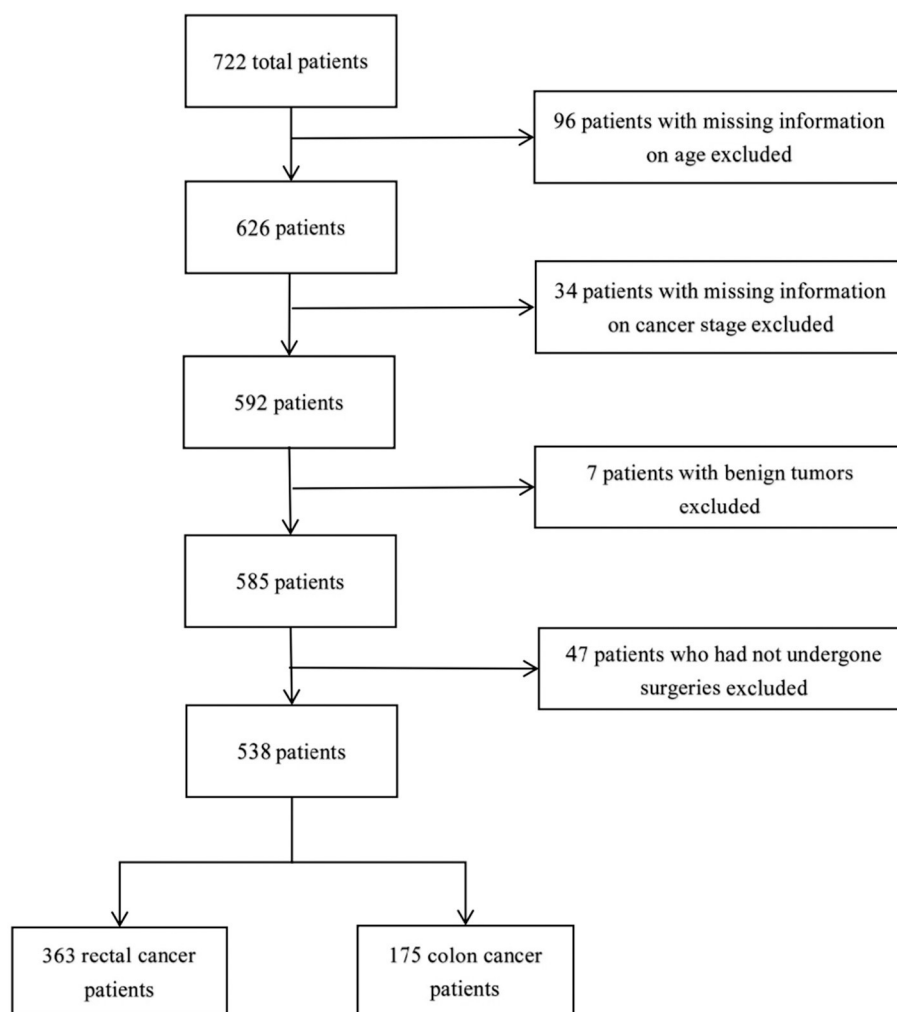 722 total patients
96 patients with missing information
on age excluded
626 patients
34 patients with missing information
on cancer stage excluded
592 patients
7 patients with benign tumors
excluded
585 patients
47 patients who had not undergone
surgeries excluded
538 patients
363 rectal cancer
patients
175 colon cancer
patients